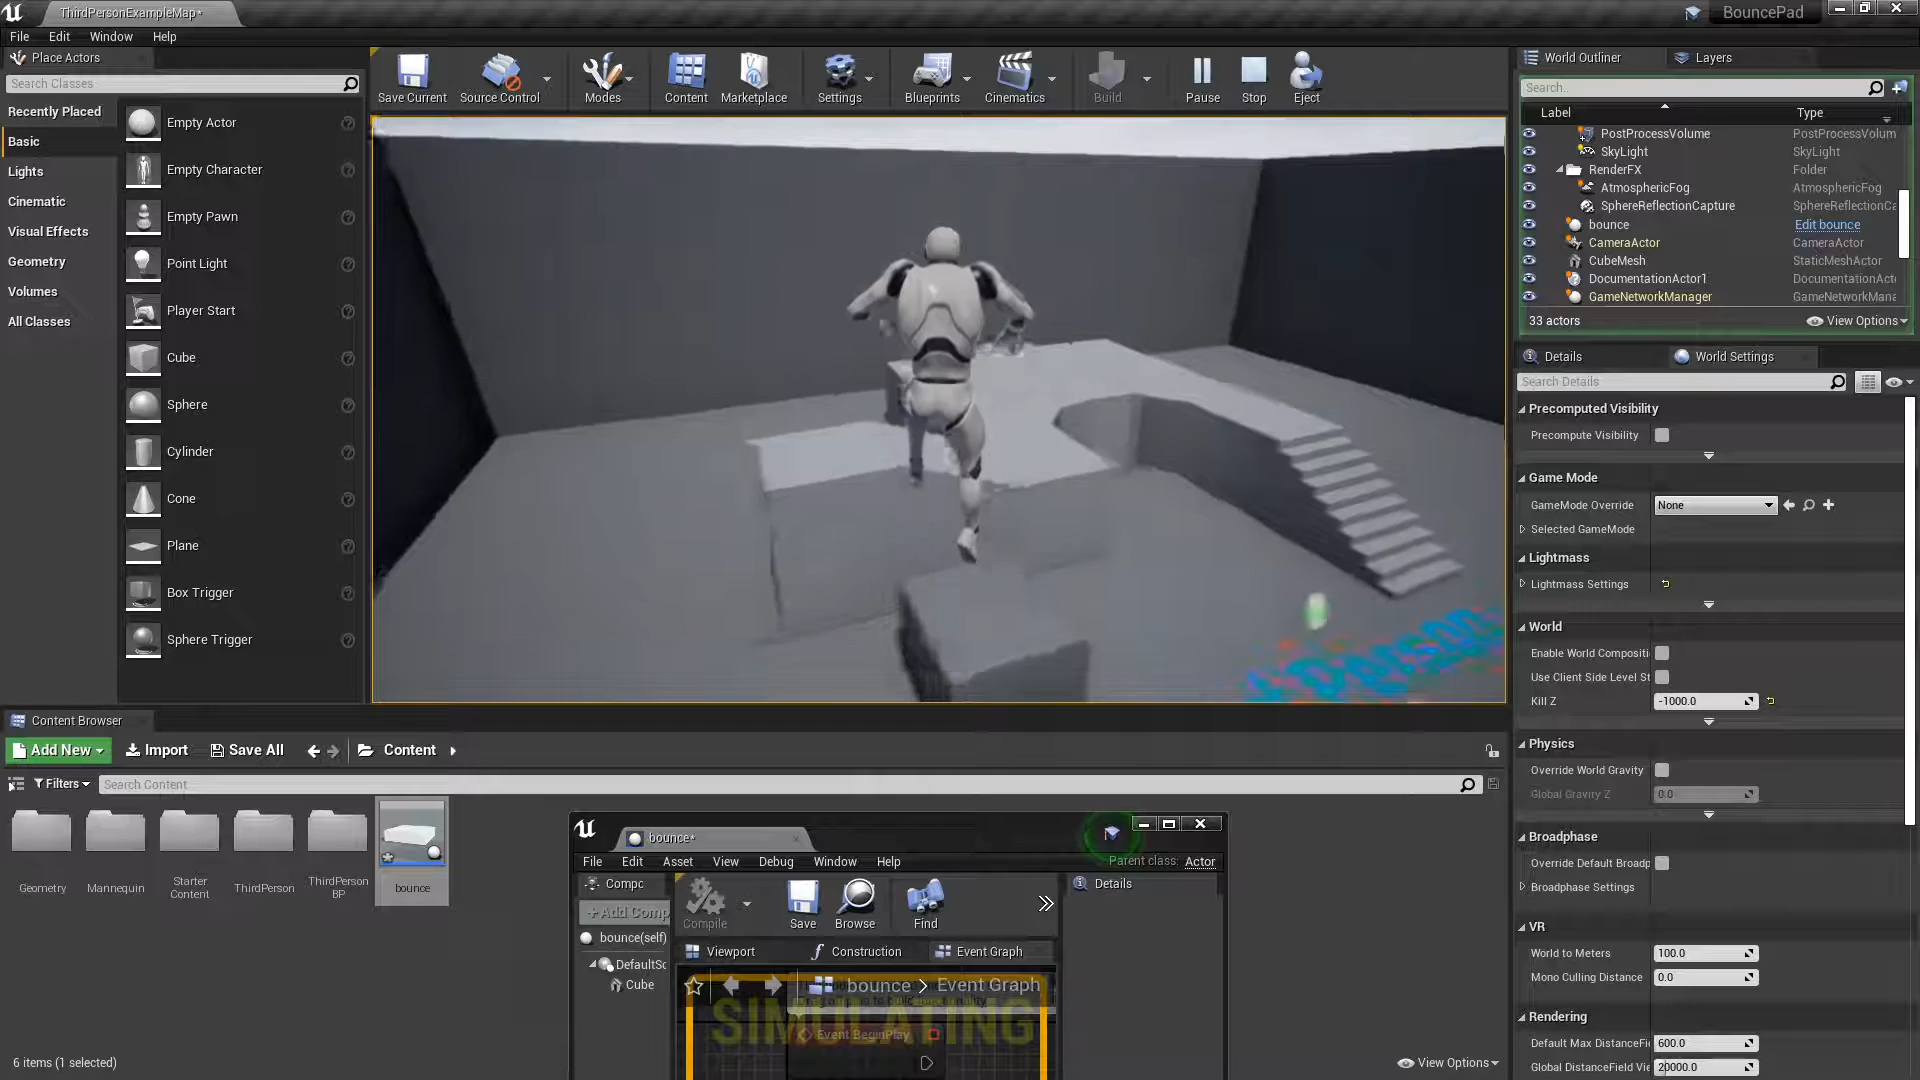 ThirdPersonExampleMap*
BouncePad
File Edit Window Help
Place Actors
Search Classes
Recently Placed
Basic
Lights
Cinematic
Visual Effects
Geometry
Volumes
All Classes
Empty Actor
Empty Character
Empty Pawn
Point Light
Player Start
Cube
Sphere
Cylinder
Cone
Plane
Box Trigger
Sphere Trigger
Save Current Source Control Modes Content Marketplace Settings Blueprints Cinematics Build Pause Stop Eject
World Outliner Layers
Search..
Label Type
PostProcessVolume PostProcessVolum
SkyLight SkyLight
RenderFX Folder
AtmosphericFog AtmosphericFog
SphereReflectionCapture SphereReflectionCa
bounce Edit bounce
CameraActor CameraActor
CubeMesh StaticMeshActor
DocumentationActor1 DocumentationActo
GameNetworkManager GameNetworkMana
33 actors View Options
Details World Settings
Search Details
Precomputed Visibility
Precompute Visibility
Game Mode
GameMode Override None
Selected GameMode
Lightmass
Lightmass Settings
World
Enable World Compositi
Use Client Side Level St
Kill Z -1000.0
Physics
Override World Gravity
Global Gravity Z 0.0
Broadphase
Override Default Broadp
Broadphase Settings
VR
World to Meters 100.0
Mono Culling Distance 0.0
Rendering
Default Max DistanceFi 600.0
Global DistanceField Vie 20000.0
Content Browser
Add New Import Save All Content
Filters Search Content
Geometry Mannequin Starter Content ThirdPerson ThirdPerson BP bounce
6 items (1 selected) View Options
bounce*
File Edit Asset View Debug Window Help Parent class: Actor
Compo
+Add Comp
bounce(self)
DefaultSc
Cube
Compile Save Browse Find
Details
Viewport Construction Event Graph
bounce > Event Graph
SIMULATING
Event BeginPlay